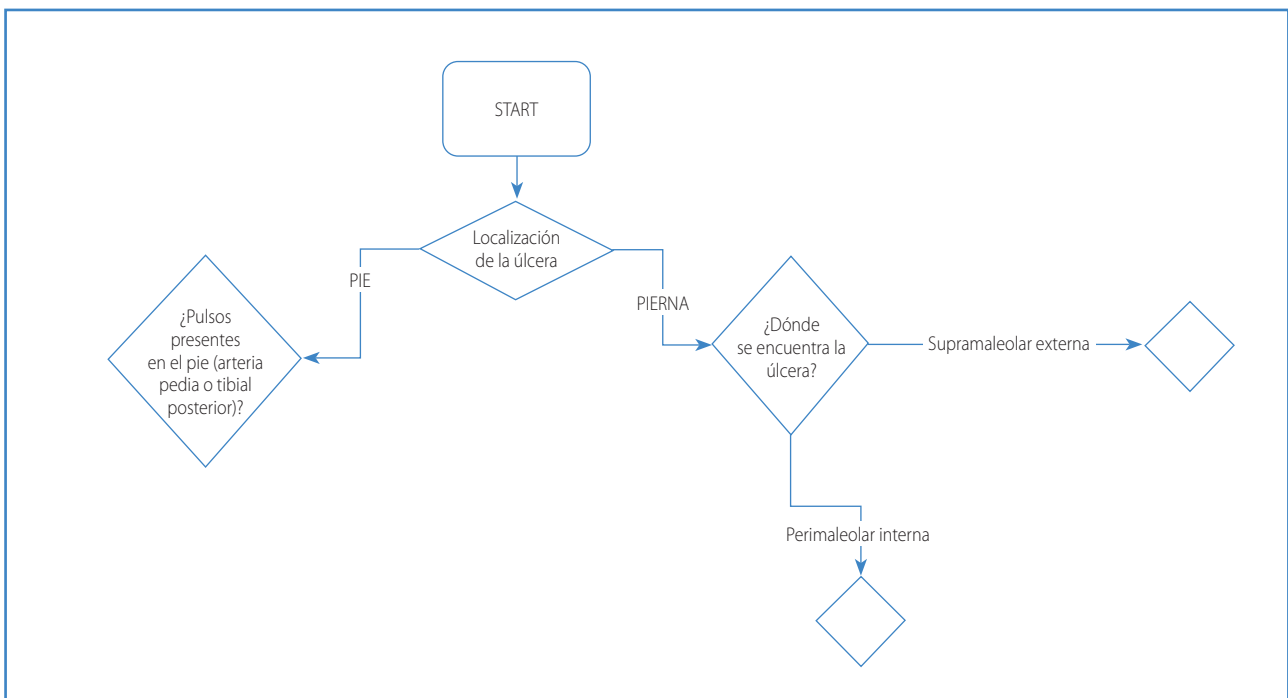 START
Localización
de la úlcera
PIE
PIERNA
¿Pulsos
presentes
en el pie (arteria
pedia o tibial
posterior)?
¿Dónde
se encuentra la
úlcera?
Supramaleolar externa
Perimaleolar interna